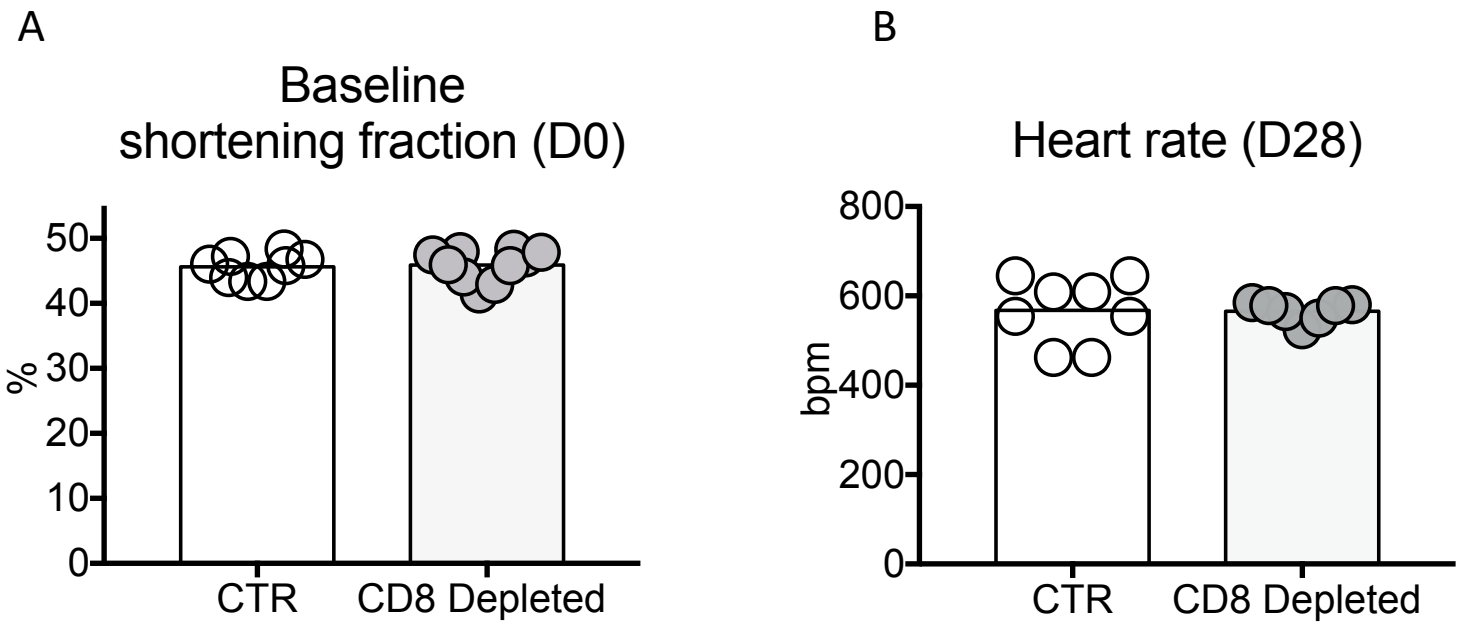 A
Baseline
shortening fraction (D0)
50
40
30
20
10
0
%
CTR
CD8 Depleted
B
Heart rate (D28)
800
600
400
200
0
bpm
CTR
CD8 Depleted